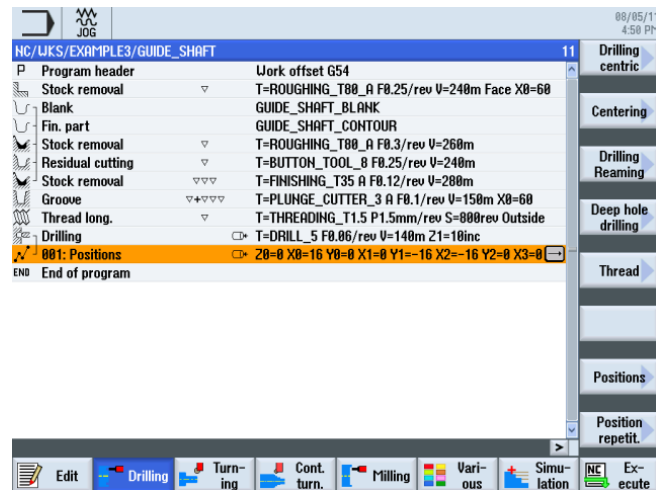 JOG
08/05/1
4:50 PM
NC/WKS/EXAMPLE3/GUIDE_SHAFT 11
P Program header Work offset G54
Stock removal ▽ T=ROUGHING_T80_A F0.25/rev V=240m Face X0=60
Blank GUIDE_SHAFT_BLANK
Fin. part GUIDE_SHAFT_CONTOUR
Stock removal ▽ T=ROUGHING_T80_A F0.3/rev V=260m
Residual cutting ▽ T=BUTTON_TOOL_8 F0.25/rev V=240m
Stock removal ▽▽▽ T=FINISHING_T35 A F0.12/rev V=280m
Groove ▽+▽▽▽ T=PLUNGE_CUTTER_3 A F0.1/rev V=150m X0=60
Thread long. ▽ T=THREADING_T1.5 P1.5mm/rev S=800rev Outside
Drilling T=DRILL_5 F0.06/rev V=140m Z1=10inc
001: Positions Z0=0 X0=16 Y0=0 X1=0 Y1=-16 X2=-16 Y2=0 X3=0
END End of program
Drilling
centric
Centering
Drilling
Reaming
Deep hole
drilling
Thread
Positions
Position
repetit.
>
Edit
Drilling
Turn-
ing
Cont.
turn.
Milling
Vari-
ous
Simu-
lation
NC Ex-
ecute